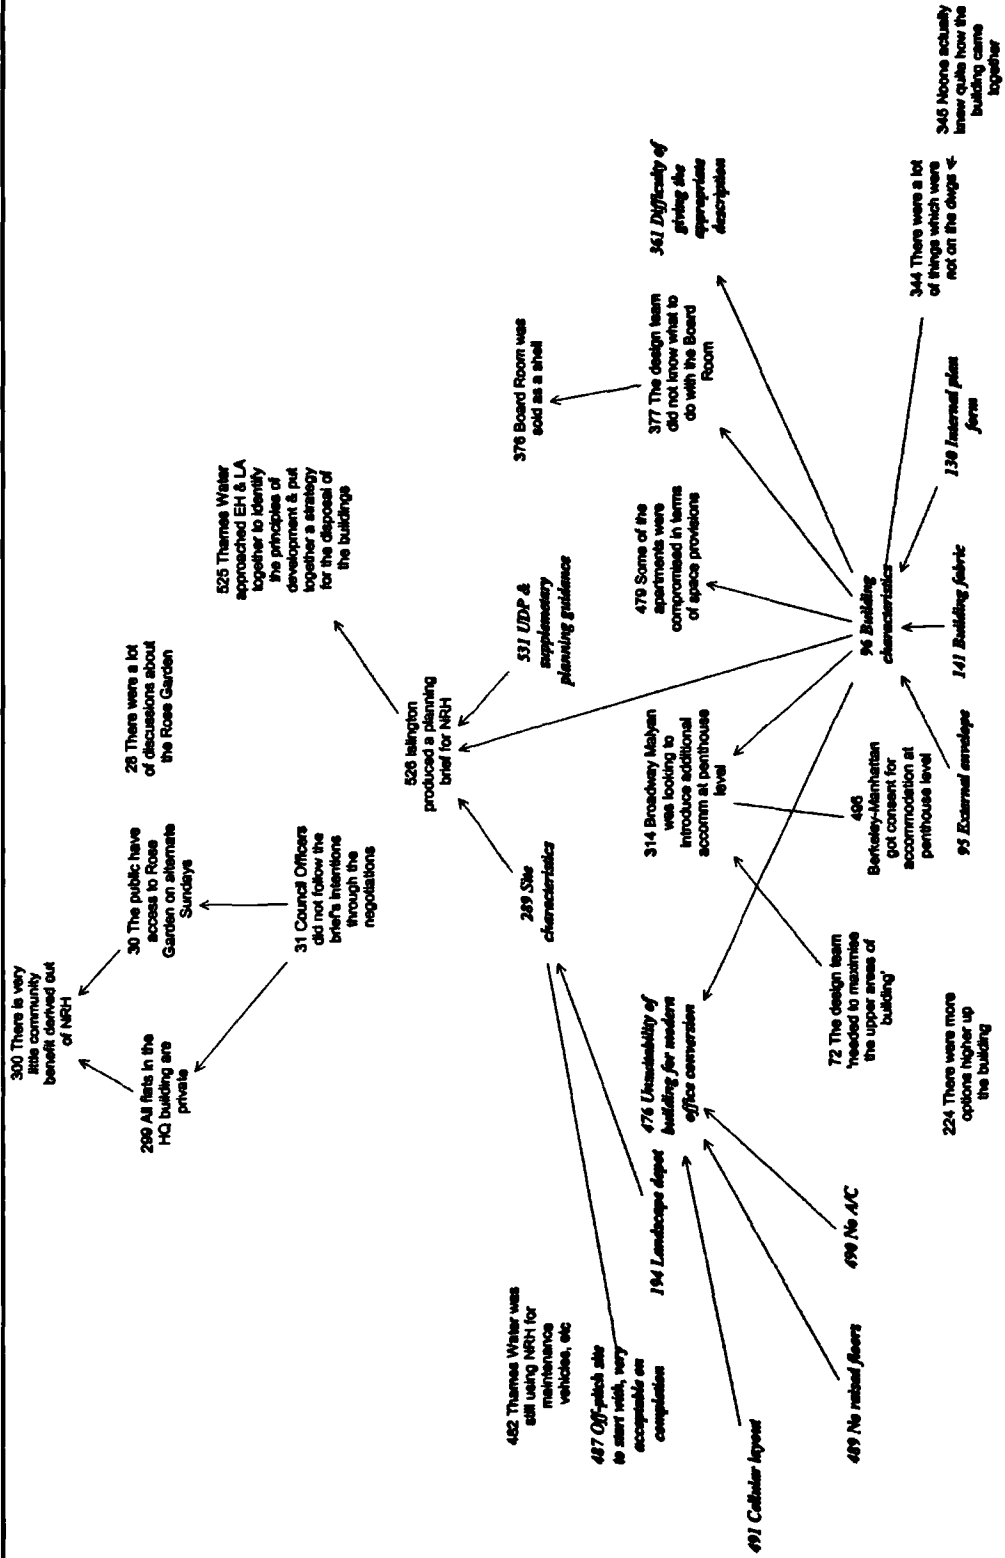 300 There is very
little community
benefit derived out
of NRH
299 All flats in the
HQ building are
private
30 The public have
access to Rose
Garden on alternate
Sundays
28 There were a lot
of discussions about
the Rose Garden
31 Council Officers
did not follow the
brief's intentions
through the
negotiations
525 Thames Water
approached EH & LA
together to identify
the principles of
development & put
together a strategy
for the disposal of
the buildings
526 Islington
produced a planning
brief for NRH
482 Thames Water was
still using NRH for
maintenance
vehicles, etc
289 Site
characteristics
531 UDP &
supplementary
planning guidance
376 Board Room was
sold as a shell
487 Off-pitch site
to start with, very
acceptable on
completion
194 Landscape depot
476 Unsuitability of
building for modern
office conversion
314 Broadway Malyan
was looking to
introduce additional
accomm at penthouse
level
479 Some of the
apartments were
compromised in terms
of space provisions
377 The design team
did not know what to
do with the Board
Room
361 Difficulty of
giving the
appropriate
description
491 Cellular layout
489 No raised floors
490 No A/C
72 The design team
'needed to maximise
the upper areas of
building'
495
Berkeley-Manhattan
got consent for
accommodation at
penthouse level
96 Building
characteristics
224 There were more
options higher up
the building
95 External envelope
141 Building fabric
130 Internal plan
form
344 There were a lot
of things which were
not on the dwgs
345 Noone actually
knew quite how the
building came
together